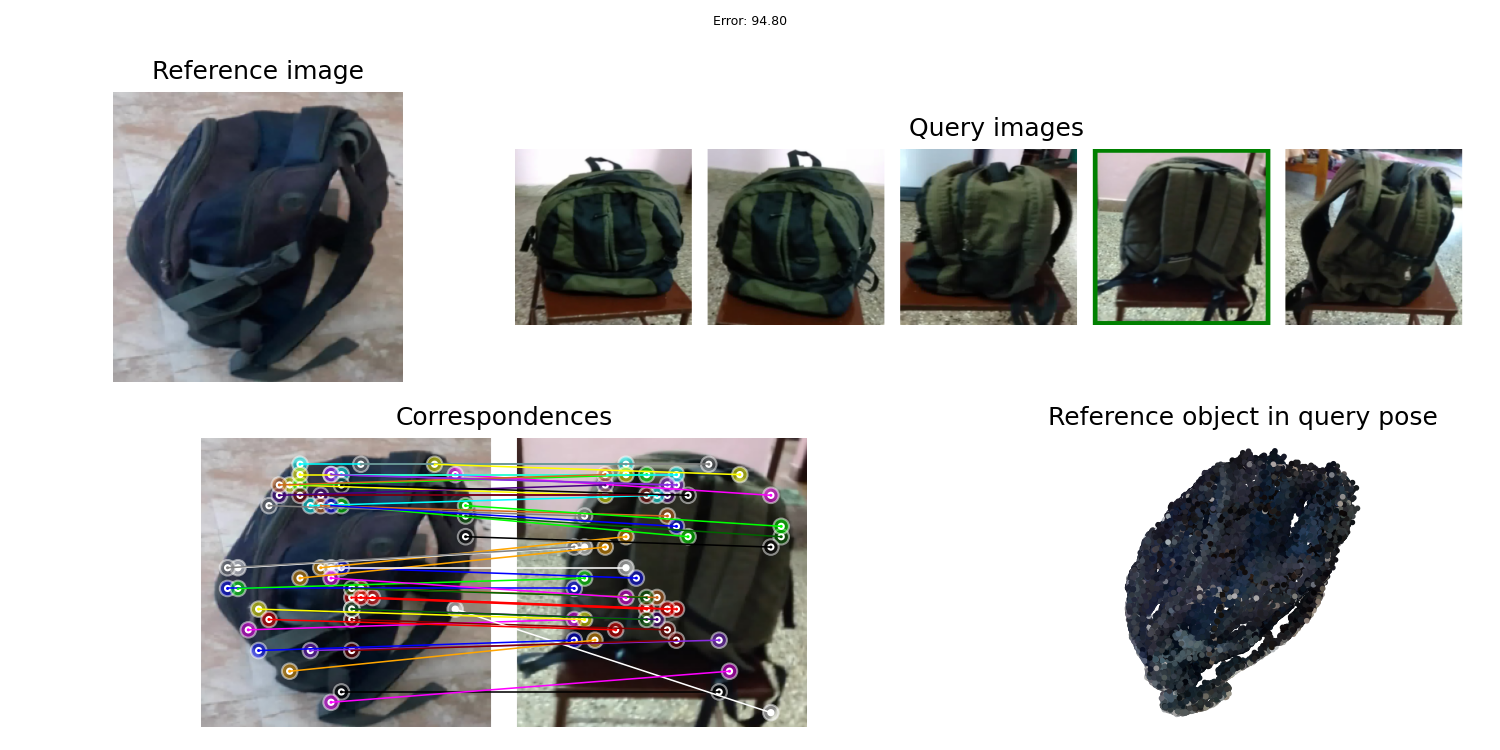 Error: 94.80
Reference image
Query images
Correspondences
Reference object in query pose